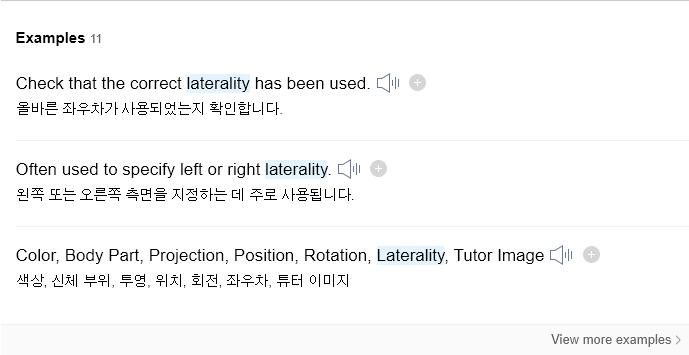 Examples 11
Check that the correct laterality has been used.
올바른 좌우차가 사용되었는지 확인합니다.
Often used to specify left or right laterality.
왼쪽 또는 오른쪽 측면을 지정하는 데 주로 사용됩니다.
Color, Body Part, Projection, Position, Rotation, Laterality, Tutor Image
색상, 신체 부위, 투영, 위치, 회전, 좌우차, 튜터 이미지
View more examples